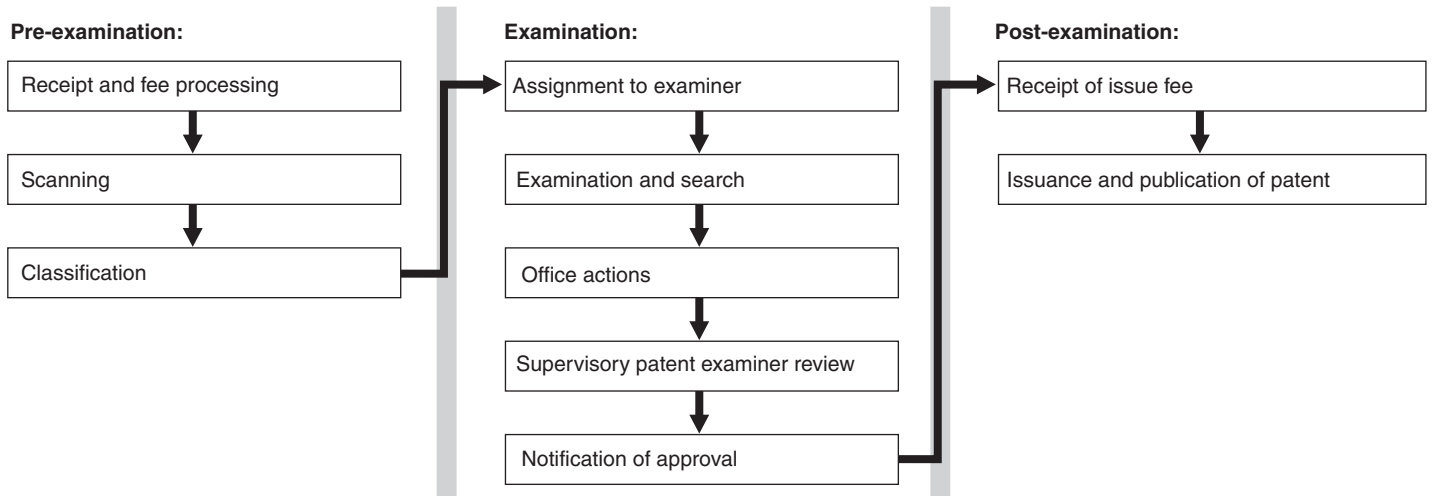 Pre-examination:
Receipt and fee processing
Scanning
Classification
Examination:
Assignment to examiner
Examination and search
Office actions
Supervisory patent examiner review
Notification of approval
Post-examination:
Receipt of issue fee
Issuance and publication of patent